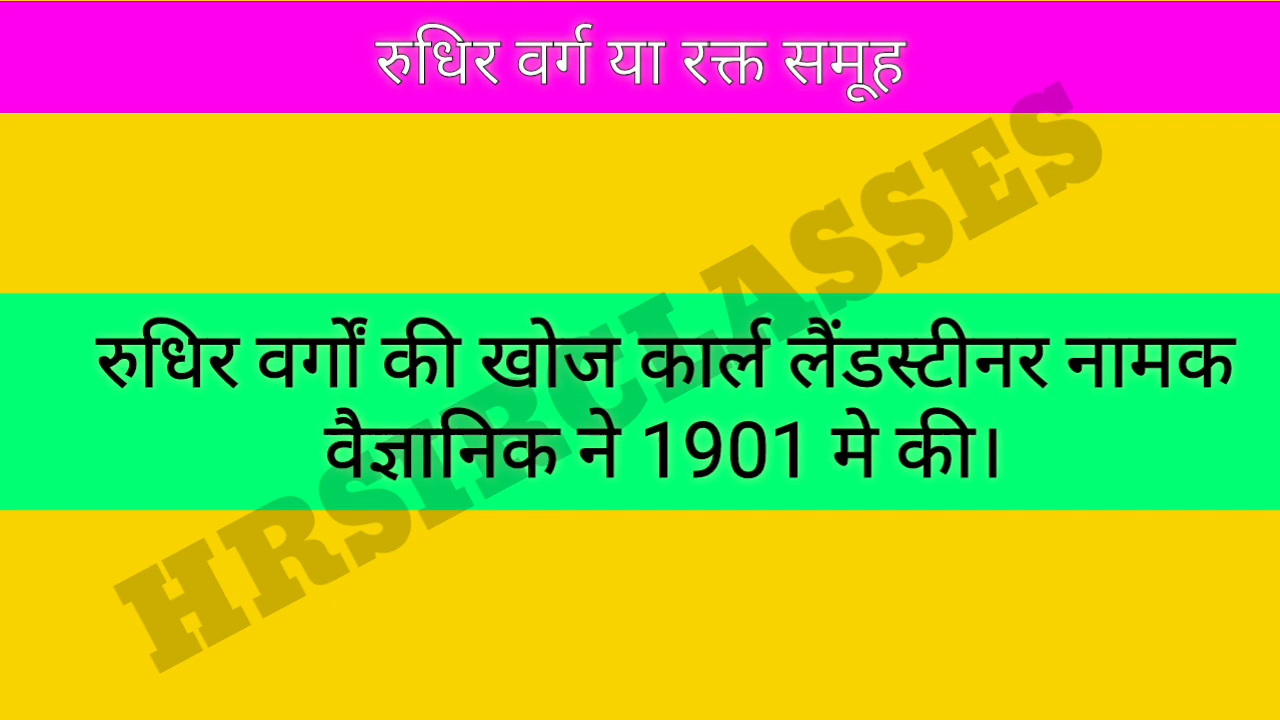 रुधिर वर्ग या रक्त समूह
रुधिर वर्गों की खोज कार्ल लैंडस्टीनर नामक
वैज्ञानिक ने 1901 मे की।
HRSIRCLASSES